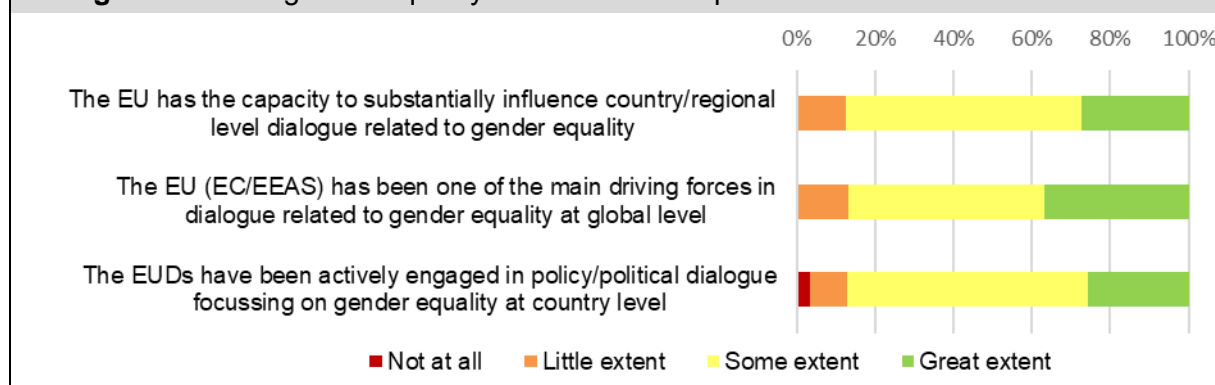 0% 20% 40% 60% 80% 100%
The EU has the capacity to substantially influence country/regional
level dialogue related to gender equality
The EU (EC/EEAS) has been one of the main driving forces in
dialogue related to gender equality at global level
The EUDs have been actively engaged in policy/political dialogue
focussing on gender equality at country level
Not at all Little extent Some extent Great extent